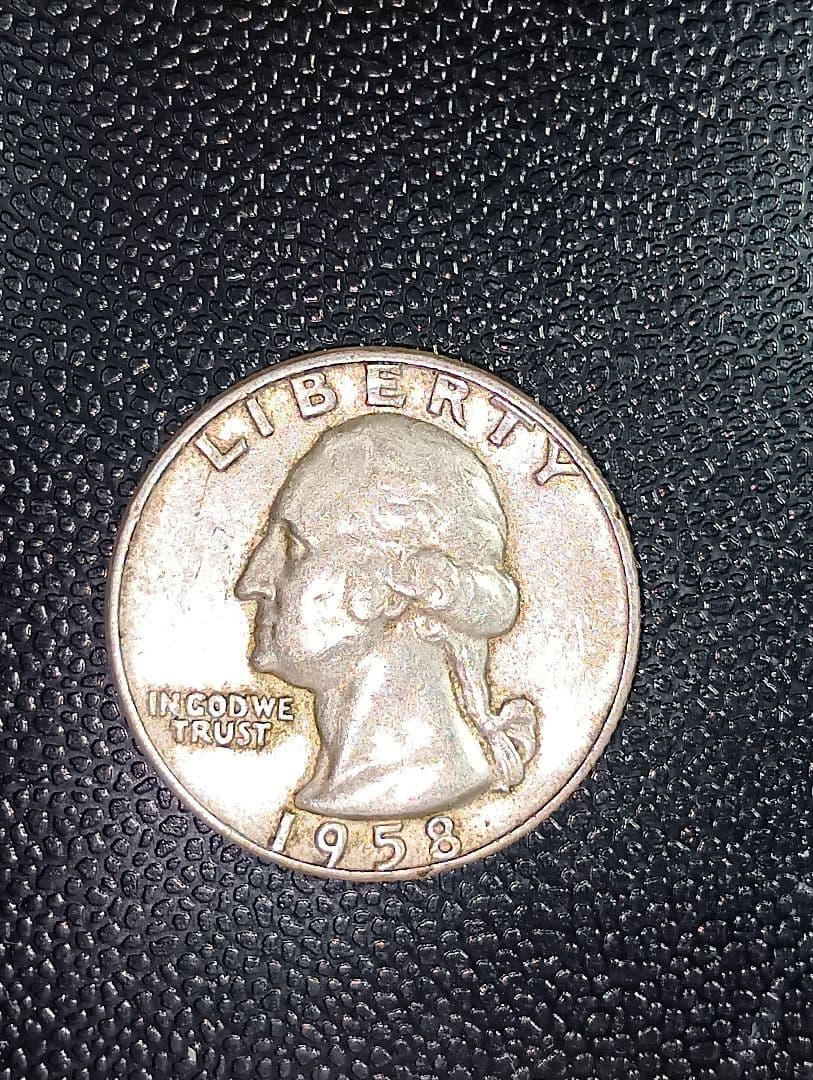 LIBERTY
IN GOD WE
TRUST
1958